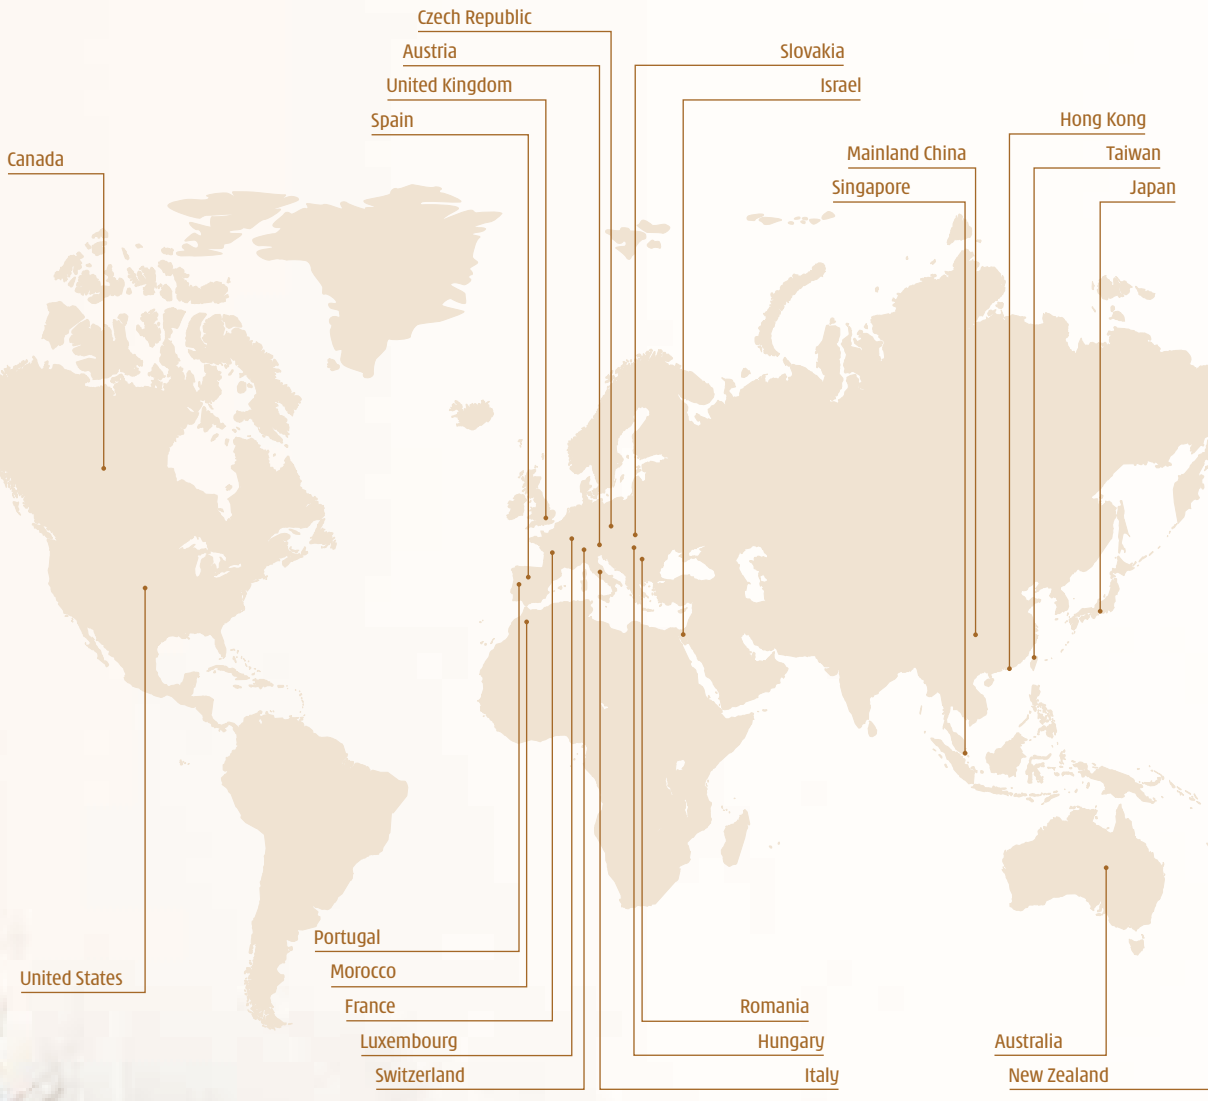 Czech Republic
Austria
United Kingdom
Spain
Canada
Slovakia
Israel
Hong Kong
Mainland China
Taiwan
Singapore
Japan
Portugal
United States
Morocco
France
Luxembourg
Switzerland
Romania
Hungary
Italy
Australia
New Zealand